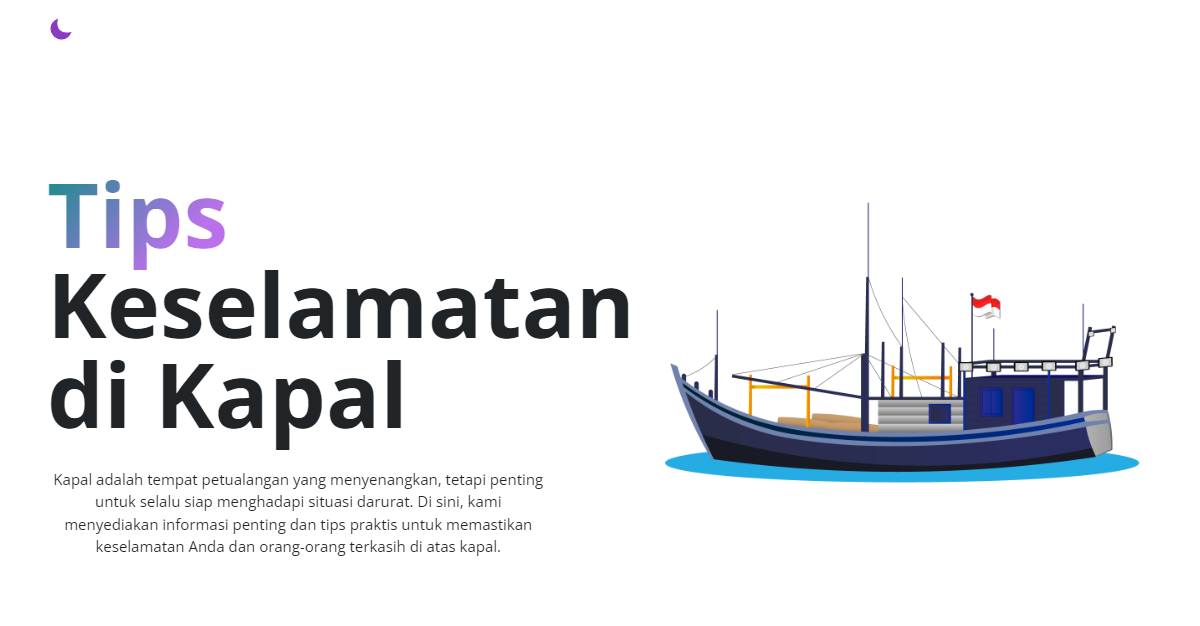 Tips
Keselamatan
di Kapal
Kapal adalah tempat petualangan yang menyenangkan, tetapi penting
untuk selalu siap menghadapi situasi darurat. Di sini, kami
menyediakan informasi penting dan tips praktis untuk memastikan
keselamatan Anda dan orang-orang terkasih di atas kapal.